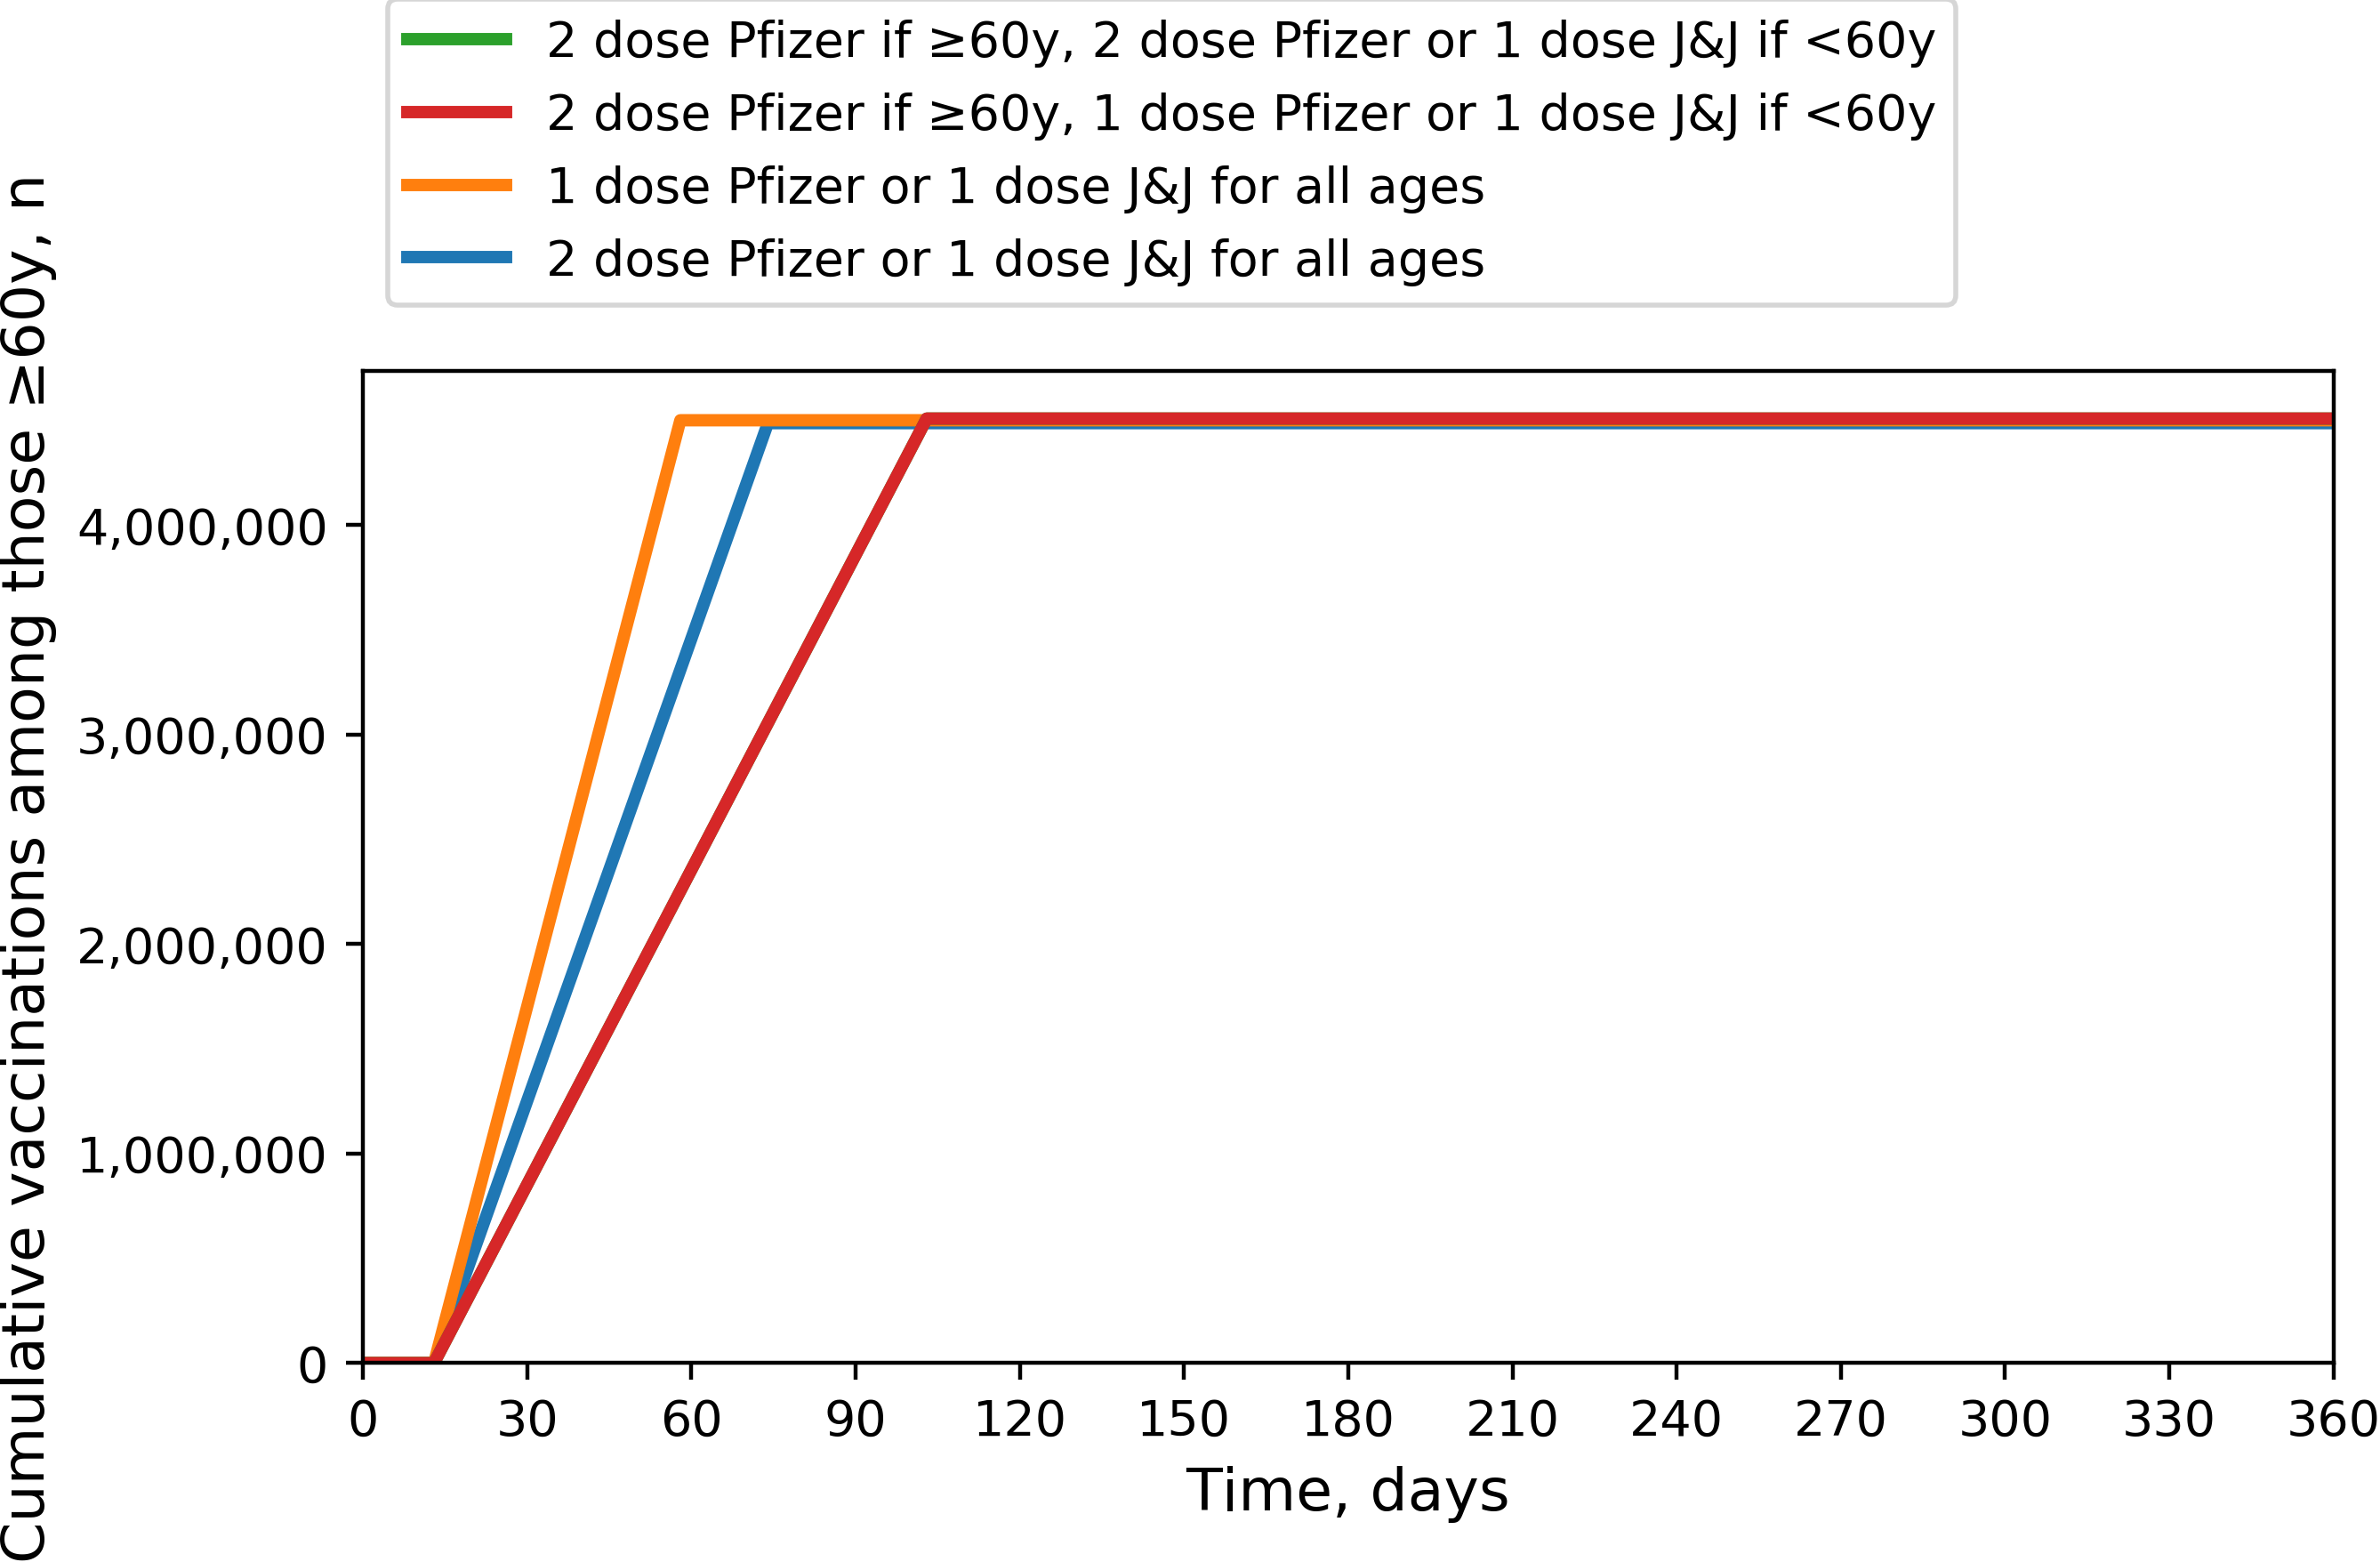 2 dose Pfizer if ≥60y, 2 dose Pfizer or 1 dose J&J if <60y
2 dose Pfizer if ≥60y, 1 dose Pfizer or 1 dose J&J if <60y
1 dose Pfizer or 1 dose J&J for all ages
2 dose Pfizer or 1 dose J&J for all ages
Cumulative vaccinations among those ≥60y, n
4,000,000
3,000,000
2,000,000
1,000,000
0
0 30 60 90 120 150 180 210 240 270 300 330 360
Time, days